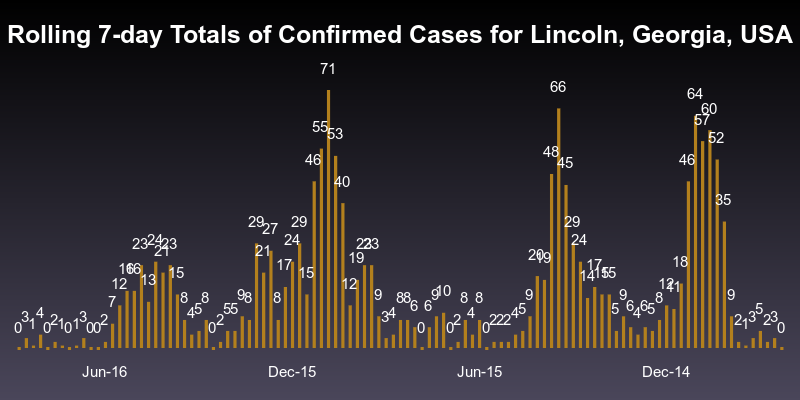 Rolling 7-day Totals of Confirmed Cases for Lincoln, Georgia, USA
0 3 1 4 0 2 1 0 1 3 0 0 2 7 12 16 16 23 13 24 21 23 15 8 4 5 8 0 2 5 5 9 8 29 21 27 8 17 24 29 15 46 55 71 53 40 12 19 23 23 9 3 4 8 8 6 0 6 9 10 0 2 8 4 8 0 2 2 2 4 5 9 20 19 48 66 45 29 24 14 17 15 15 5 9 6 4 6 5 8 12 11 18 46 64 57 60 52 35 9 2 1 3 5 2 3 0
Jun-16 Dec-15 Jun-15 Dec-14